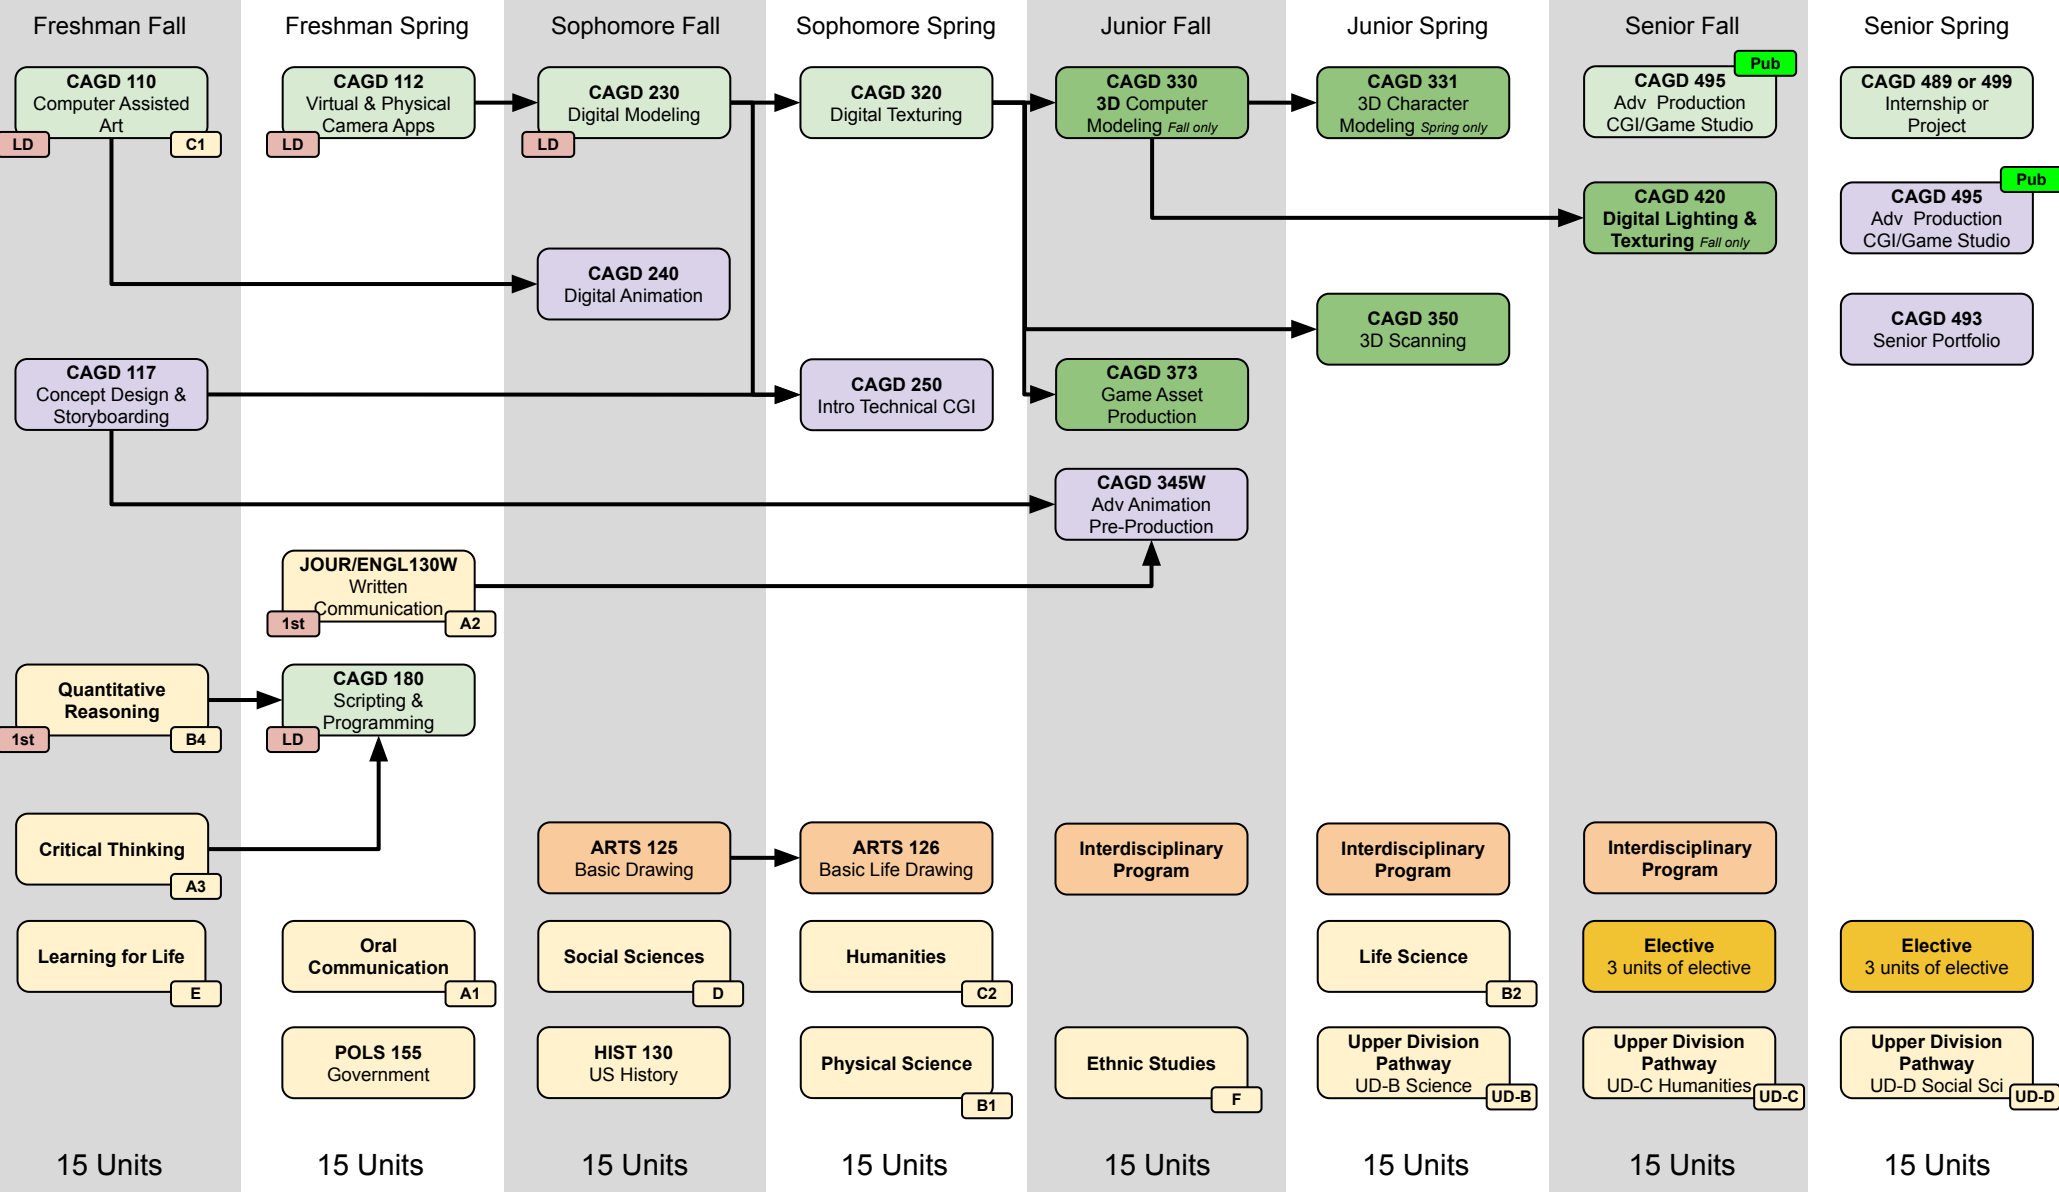 Freshman Fall
Freshman Spring
Sophomore Fall
Sophomore Spring
Junior Fall
Junior Spring
Senior Fall
Senior Spring
CAGD 110
Computer Assisted
Art
LD
C1
CAGD 112
Virtual & Physical
Camera Apps
LD
CAGD 230
Digital Modeling
LD
CAGD 320
Digital Texturing
CAGD 330
3D Computer
Modeling Fall only
CAGD 331
3D Character
Modeling Spring only
Pub
CAGD 495
Adv Production
CGI/Game Studio
CAGD 489 or 499
Internship or
Project
CAGD 420
Digital Lighting &
Texturing Fall only
Pub
CAGD 495
Adv Production
CGI/Game Studio
CAGD 240
Digital Animation
CAGD 350
3D Scanning
CAGD 493
Senior Portfolio
CAGD 117
Concept Design &
Storyboarding
CAGD 250
Intro Technical CGI
CAGD 373
Game Asset
Production
CAGD 345W
Adv Animation
Pre-Production
JOUR/ENGL130W
Written
Communication
1st
A2
Quantitative
Reasoning
1st
B4
CAGD 180
Scripting &
Programming
LD
Critical Thinking
A3
ARTS 125
Basic Drawing
ARTS 126
Basic Life Drawing
Interdisciplinary
Program
Interdisciplinary
Program
Interdisciplinary
Program
Learning for Life
E
Oral
Communication
A1
Social Sciences
D
Humanities
C2
Life Science
B2
Elective
3 units of elective
Elective
3 units of elective
POLS 155
Government
HIST 130
US History
Physical Science
B1
Ethnic Studies
F
Upper Division
Pathway
UD-B Science
UD-B
Upper Division
Pathway
UD-C Humanities
UD-C
Upper Division
Pathway
UD-D Social Sci
UD-D
15 Units
15 Units
15 Units
15 Units
15 Units
15 Units
15 Units
15 Units